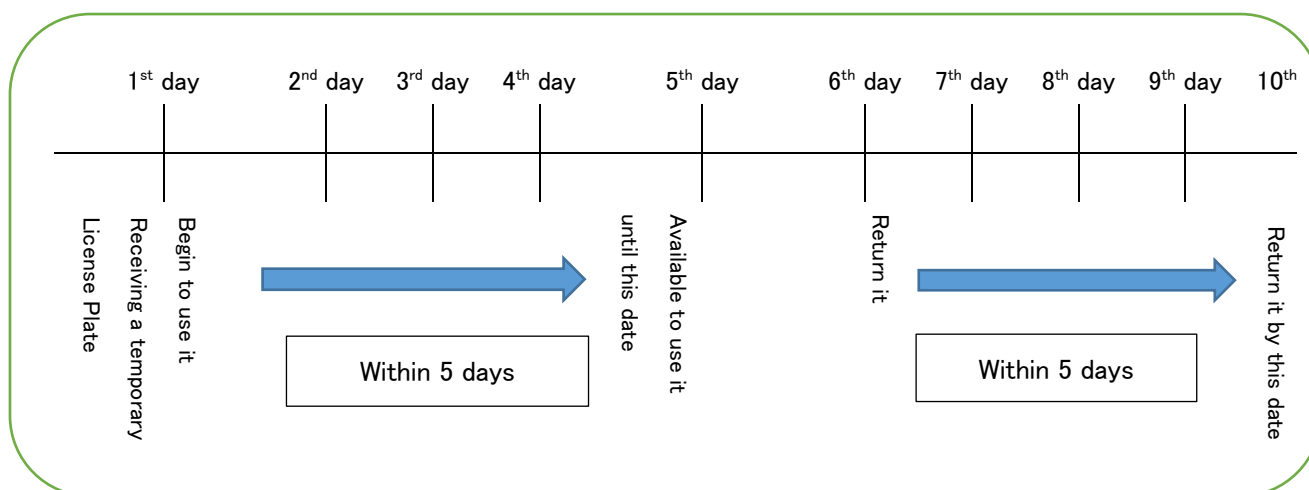 1st day
2nd day
3rd day
4th day
5th day
6th day
7th day
8th day
9th day
10th
Begin to use it
Receiving a temporary
License Plate
Within 5 days
Available to use it
until this date
Return it
Within 5 days
Return it by this date